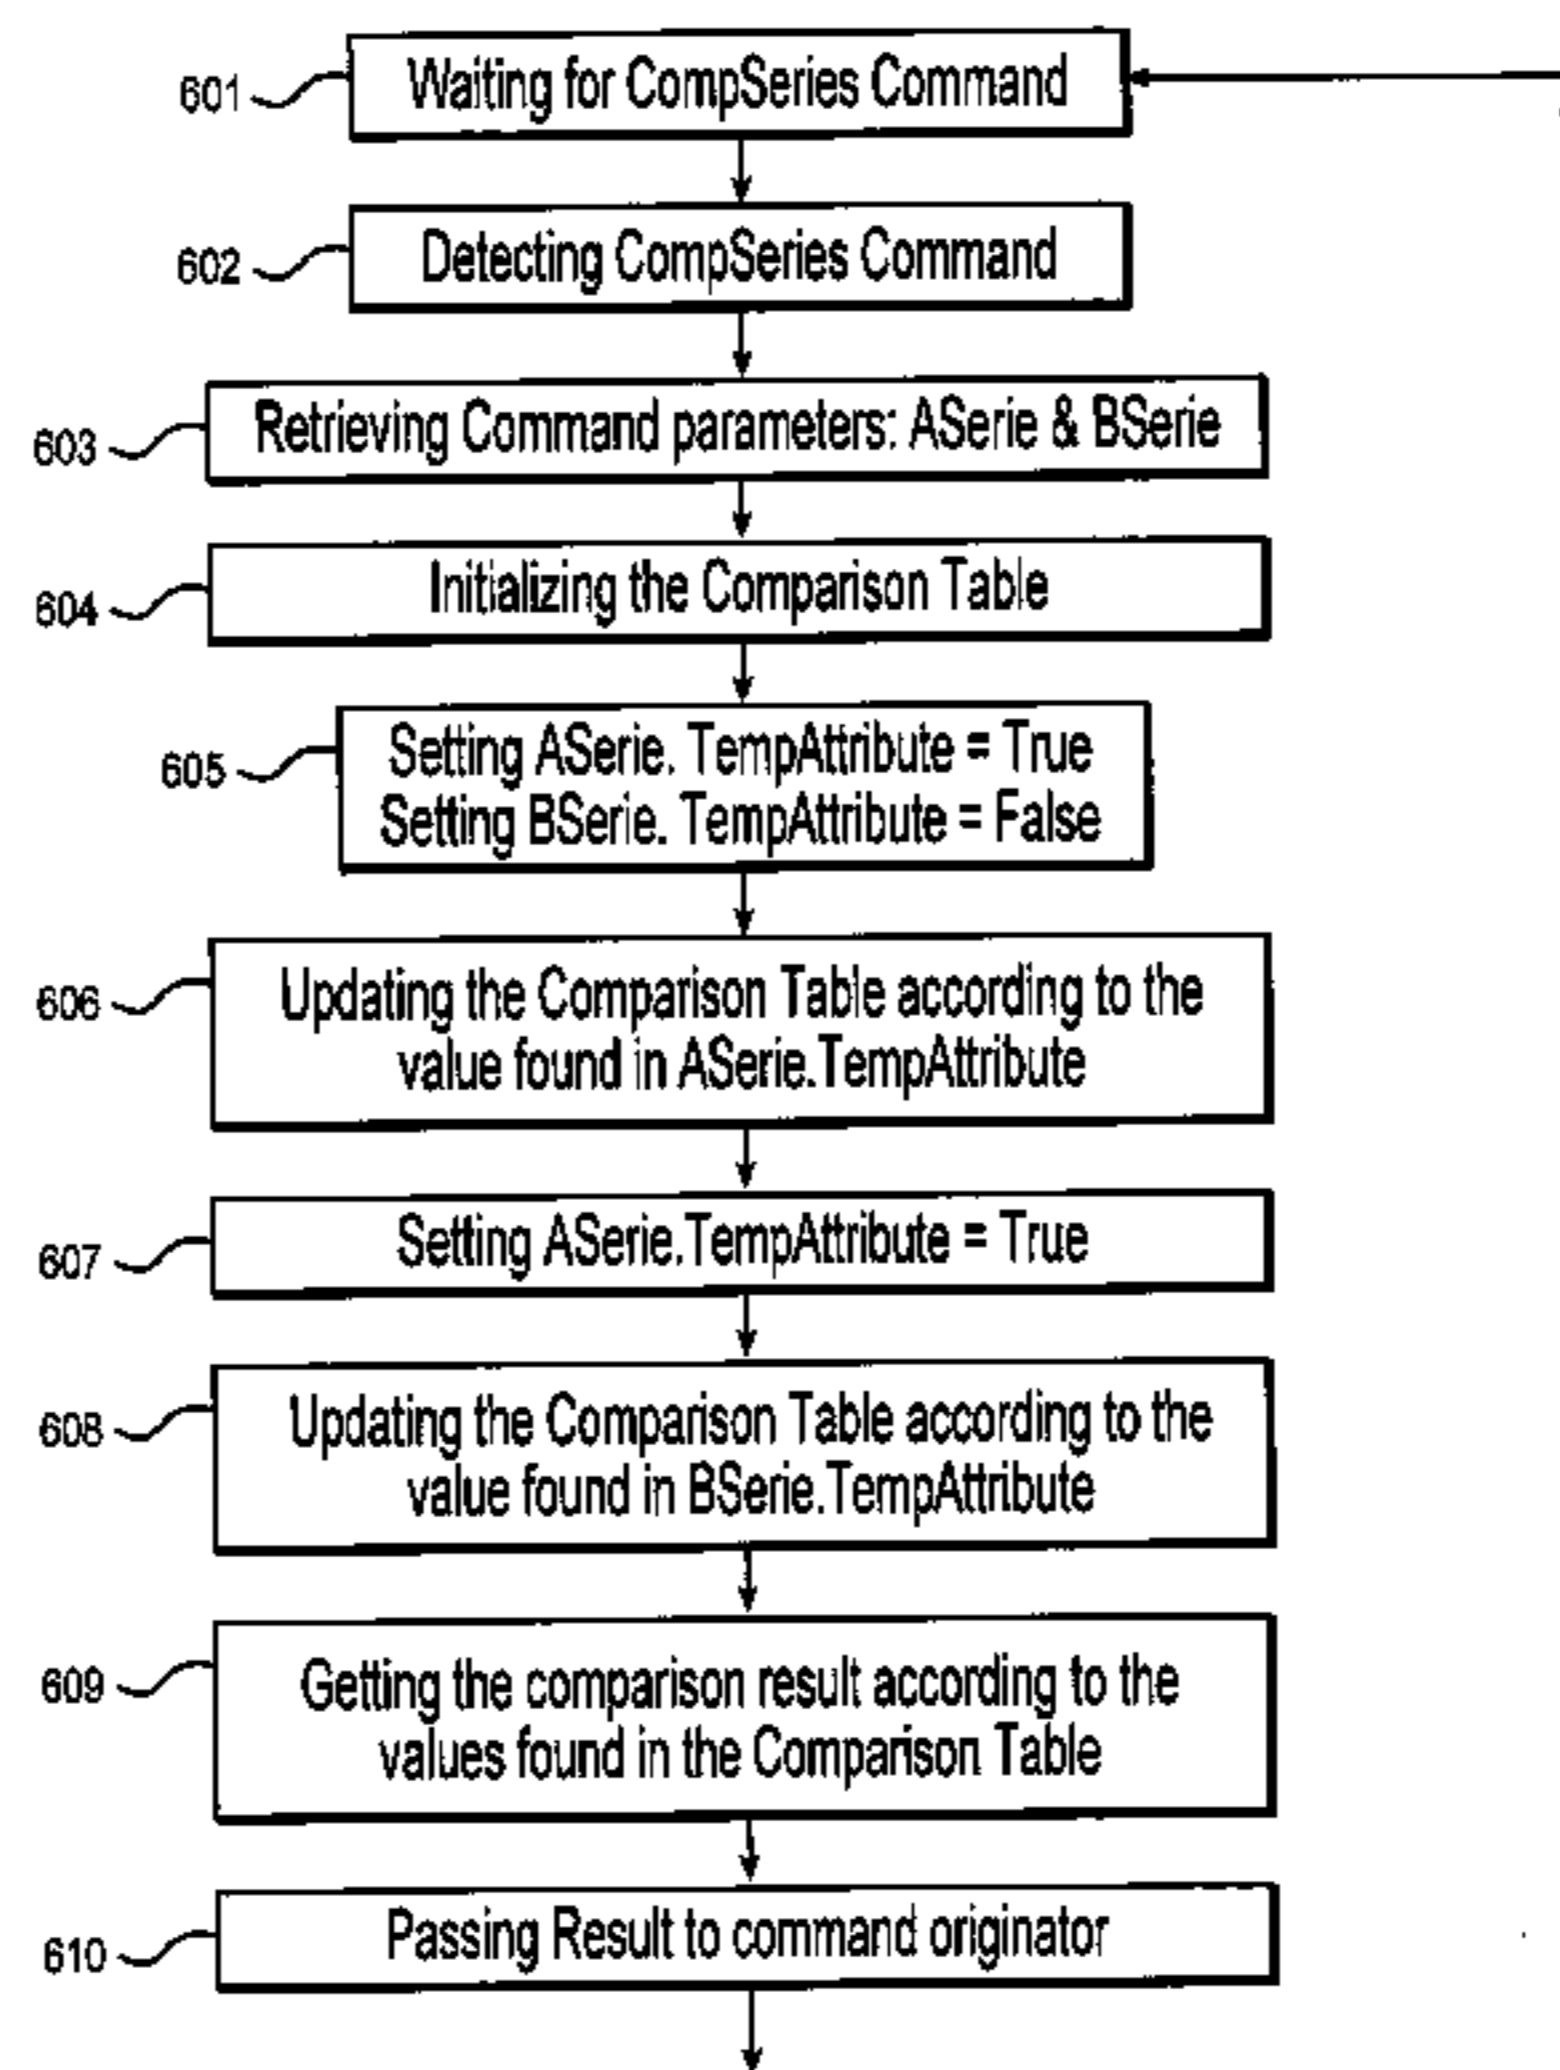 601 Waiting for CompSeries Command
602 Detecting CompSeries Command
603 Retrieving Command parameters: ASerie & BSerie
604 Initializing the Comparison Table
605 Setting ASerie. TempAttribute = True
Setting BSerie. TempAttribute = False
606 Updating the Comparison Table according to the
value found in ASerie.TempAttribute
607 Setting ASerie.TempAttribute = True
608 Updating the Comparison Table according to the
value found in BSerie.TempAttribute
609 Getting the comparison result according to the
values found in the Comparison Table
610 Passing Result to command originator